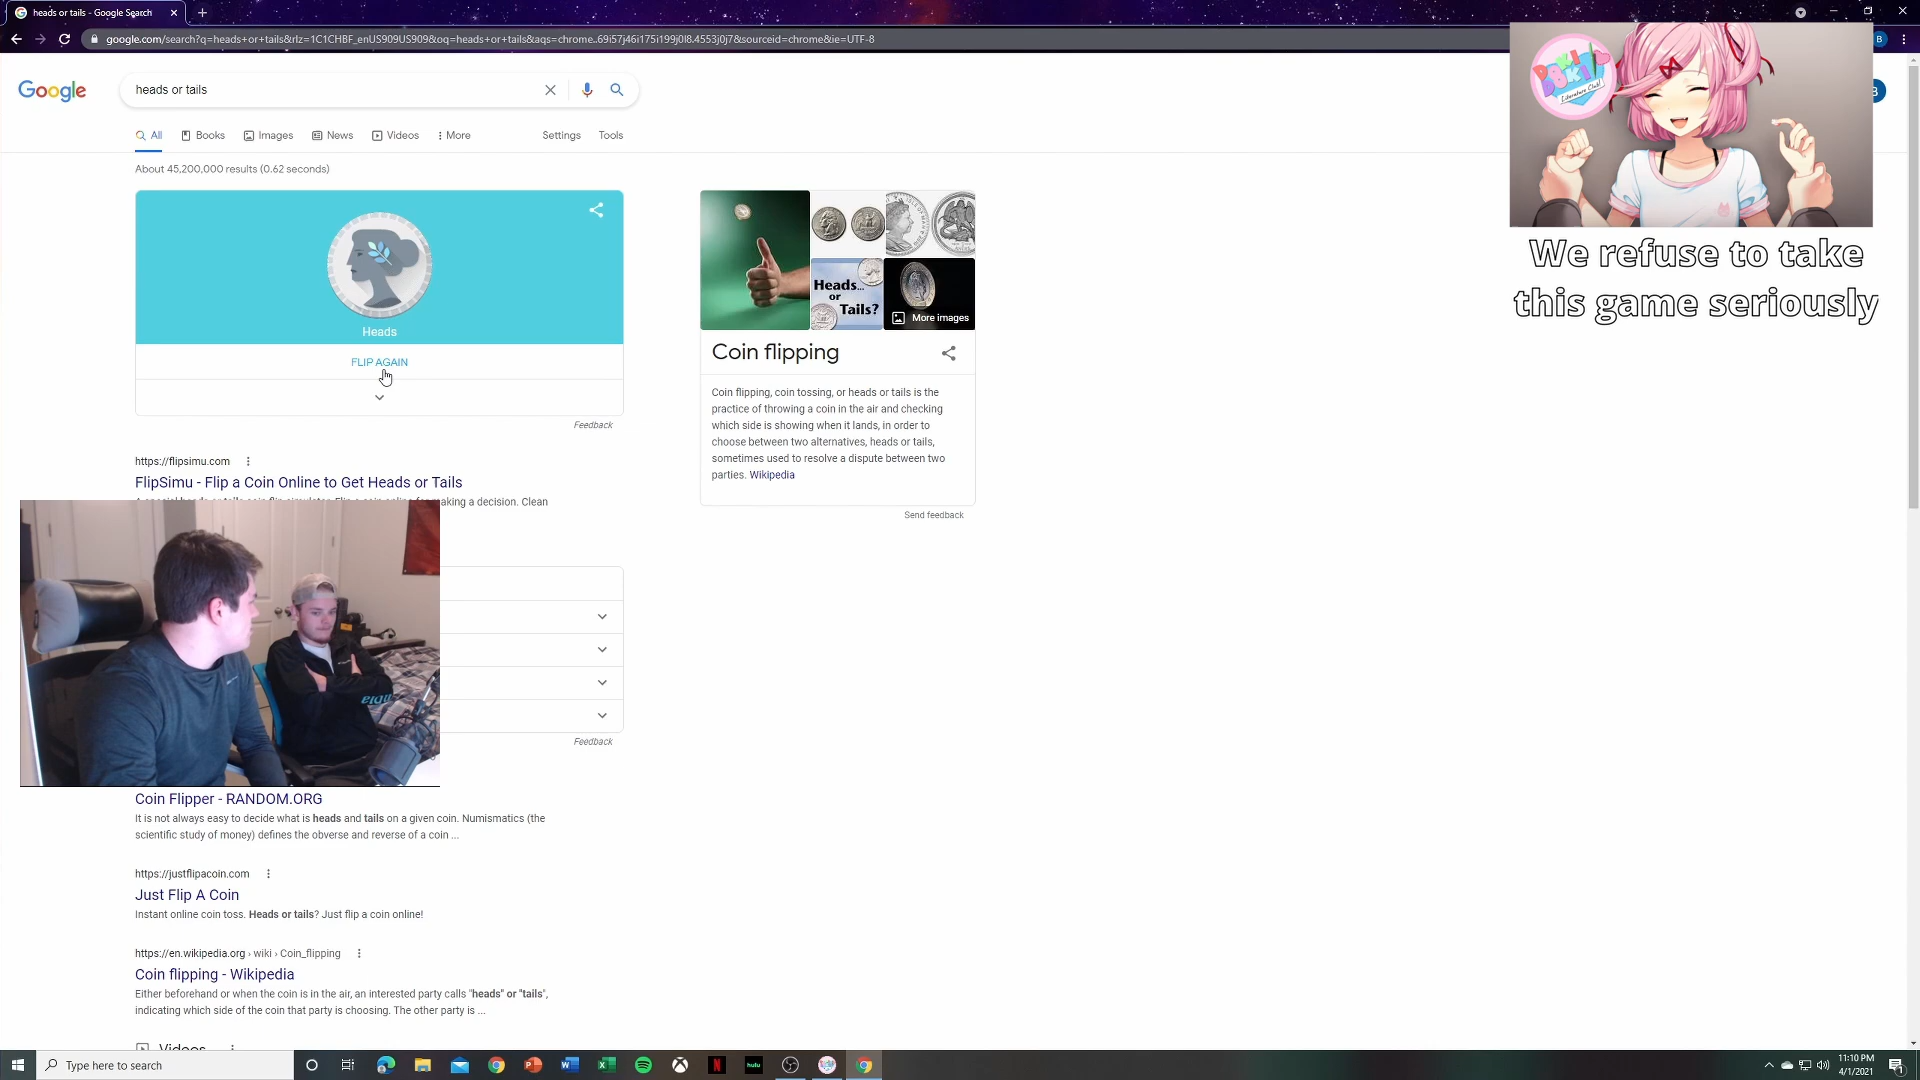 heads or tails - Google Search
google.com/search?q=heads+or+tails&rlz=1C1CHBF_enUS909US909&oq=heads+or+tails&aqs=chrome..69i57j46i175i199j0l8.4553j0j7&sourceid=chrome&ie=UTF-8
B
Google
heads or tails
All
Books
Images
News
Videos
More
Settings
Tools
About 45,200,000 results (0.62 seconds)
Heads
FLIP AGAIN
Feedback
https://flipsimu.com
FlipSimu - Flip a Coin Online to Get Heads or Tails
making a decision. Clean
Feedback
Coin Flipper - RANDOM.ORG
It is not always easy to decide what is heads and tails on a given coin. Numismatics (the
scientific study of money) defines the obverse and reverse of a coin ...
https://justflipacoin.com
Just Flip A Coin
Instant online coin toss. Heads or tails? Just flip a coin online!
https://en.wikipedia.org › wiki › Coin_flipping
Coin flipping - Wikipedia
Either beforehand or when the coin is in the air, an interested party calls "heads" or "tails",
indicating which side of the coin that party is choosing. The other party is ...
Videos
Heads...
or
Tails?
More images
Coin flipping
Coin flipping, coin tossing, or heads or tails is the
practice of throwing a coin in the air and checking
which side is showing when it lands, in order to
choose between two alternatives, heads or tails,
sometimes used to resolve a dispute between two
parties. Wikipedia
Send feedback
DOKI
DOKI
Literature Club!
We refuse to take
this game seriously
Type here to search
hulu
11:10 PM
4/1/2021